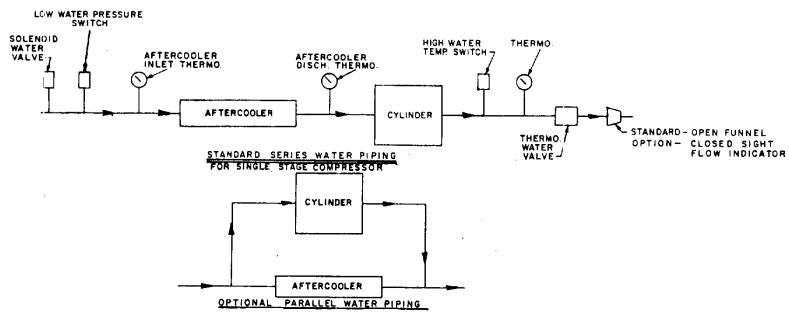 LOW WATER PRESSURE
SWITCH
SOLENOID
WATER
VALVE
AFTERCOOLER
INLET THERMO.
AFTERCOOLER
DISCH. THERMO.
HIGH WATER
TEMP. SWITCH
THERMO.
AFTERCOOLER
CYLINDER
THERMO.
WATER
VALVE
STANDARD - OPEN FUNNEL
OPTION - CLOSED SIGHT
FLOW INDICATOR
STANDARD SERIES WATER PIPING
FOR SINGLE STAGE COMPRESSOR
CYLINDER
AFTERCOOLER
OPTIONAL PARALLEL WATER PIPING